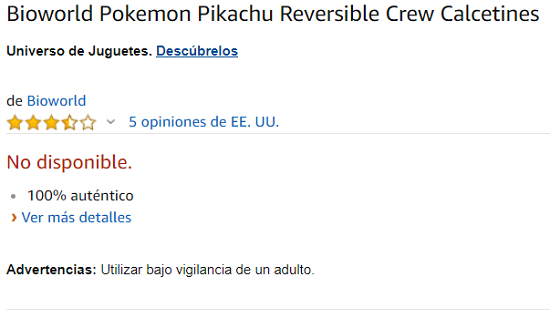 Bioworld Pokemon Pikachu Reversible Crew Calcetines
Universo de Juguetes. Descúbrelos
de Bioworld
5 opiniones de EE. UU.
No disponible.
100% auténtico
Ver más detalles
Advertencias: Utilizar bajo vigilancia de un adulto.